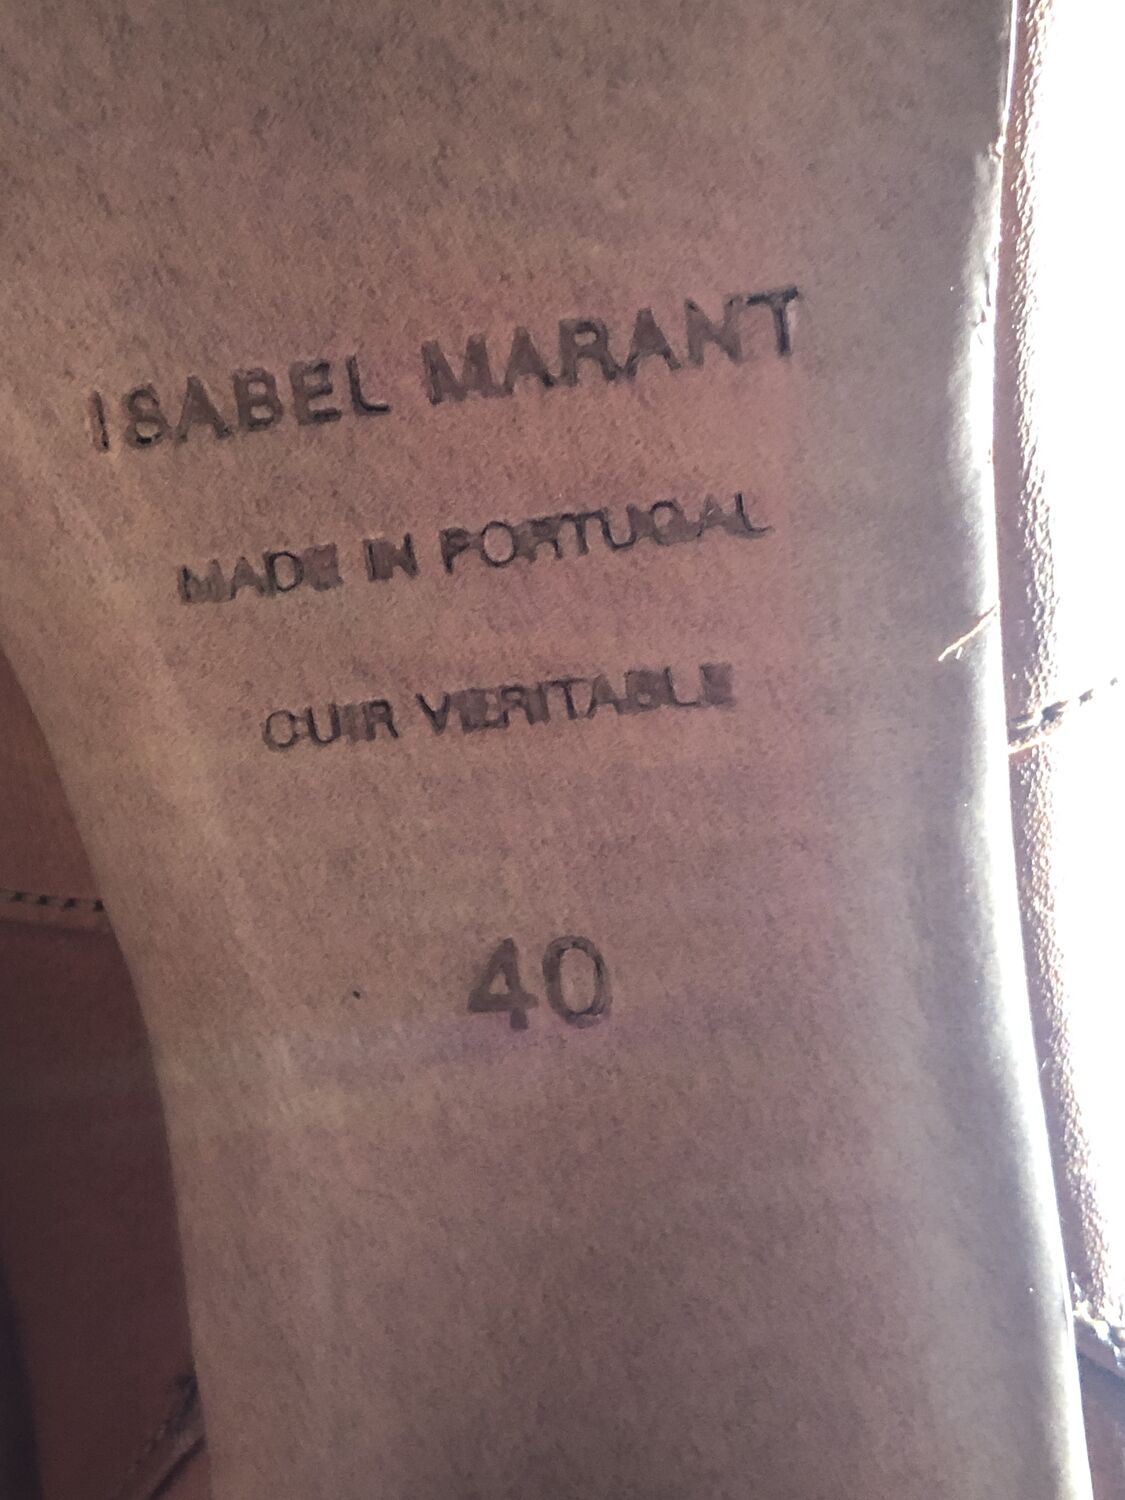 ISABEL MARANT
MADE IN PORTUGAL
CUIR VERITABLE
40